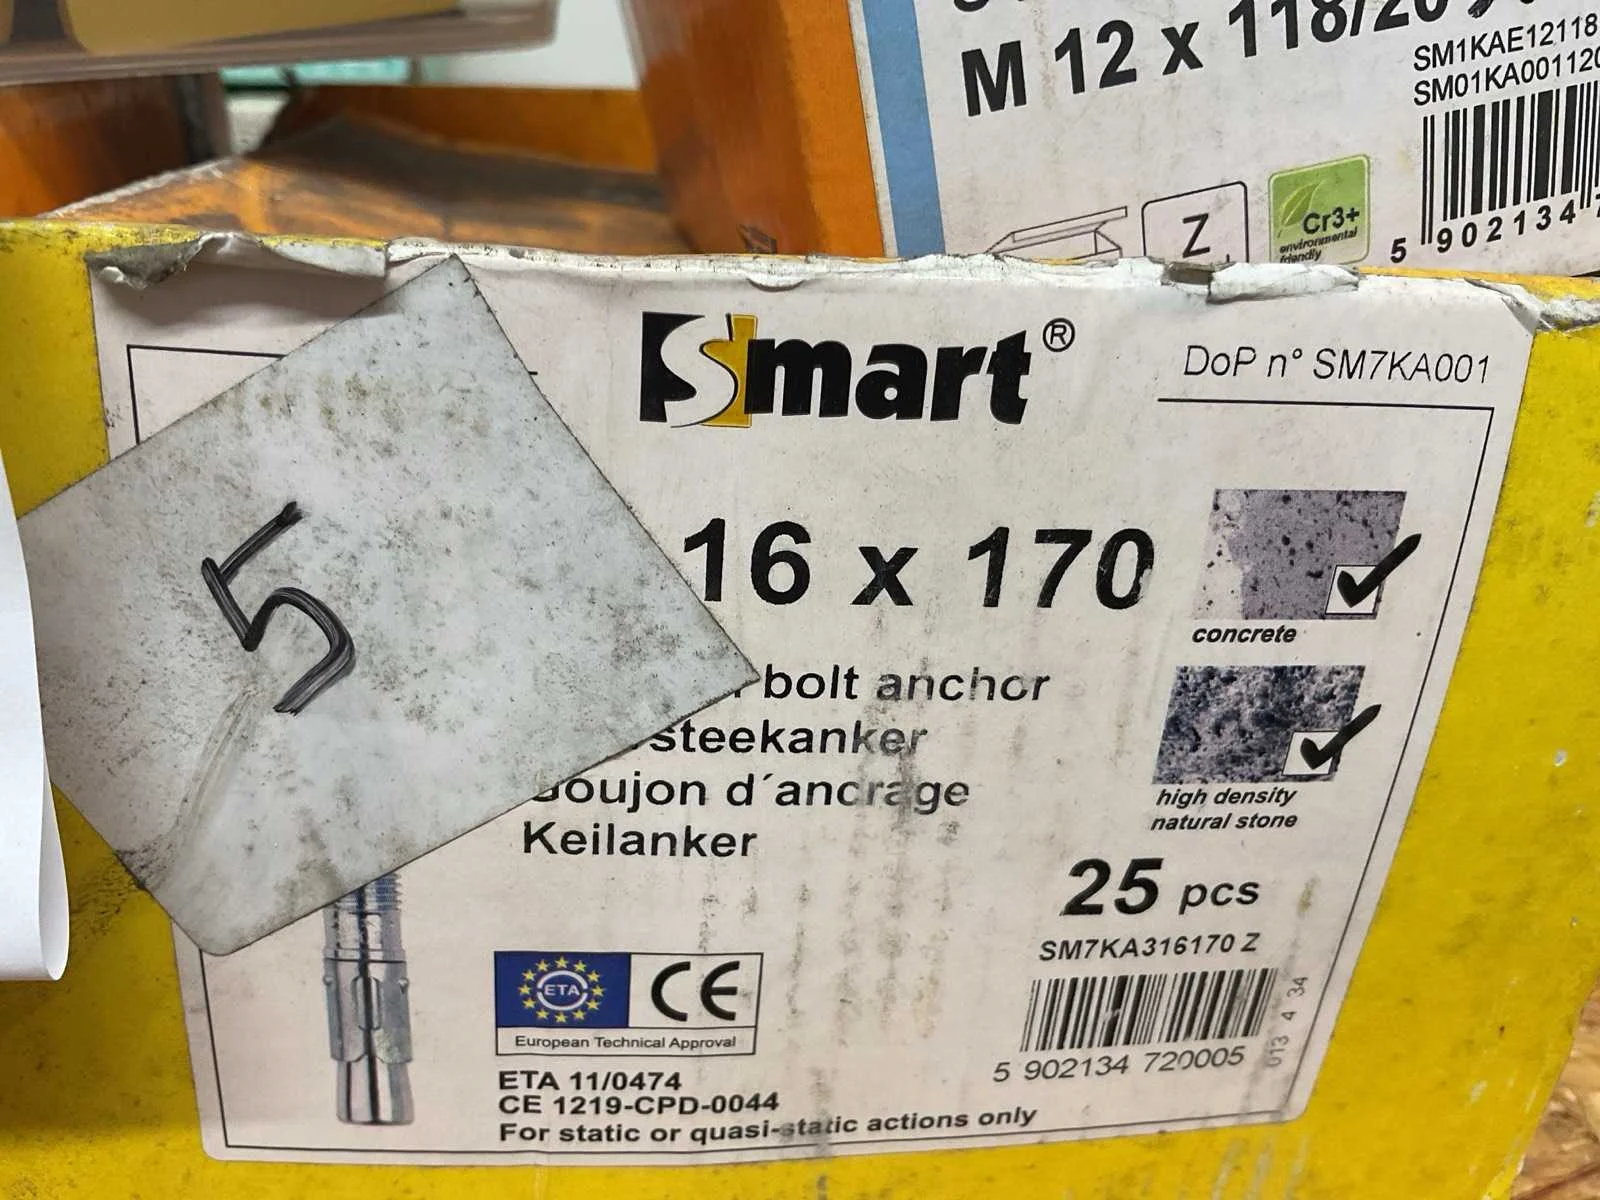 M 12 x 118/20
SM1KAE12118
SM01KA001120
Z
Cr3+
environmental
friendly
5 902134
Smart®
DoP n° SM7KA001
5
16 x 170
concrete
bolt anchor
steekanker
Goujon d´ancrage
Keilanker
high density
natural stone
25 pcs
SM7KA316170 Z
5 902134 720005
013 4 34
ETA
CE
European Technical Approval
ETA 11/0474
CE 1219-CPD-0044
For static or quasi-static actions only